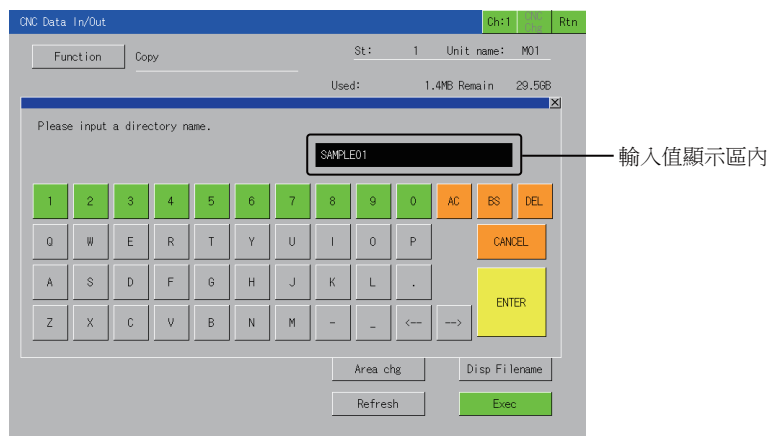 CNC Data In/Out Ch:1 CNC Chg Rtn
Function Copy St: 1 Unit name: M01
Used: 1.4MB Remain 29.5GB
Please input a directory name.
SAMPLE01
輸入值顯示區內
1 2 3 4 5 6 7 8 9 0 AC BS DEL
Q W E R T Y U I O P CANCEL
A S D F G H J K L . ENTER
Z X C V B N M - _ <-- -->
Area chg Disp Filename
Refresh Exec